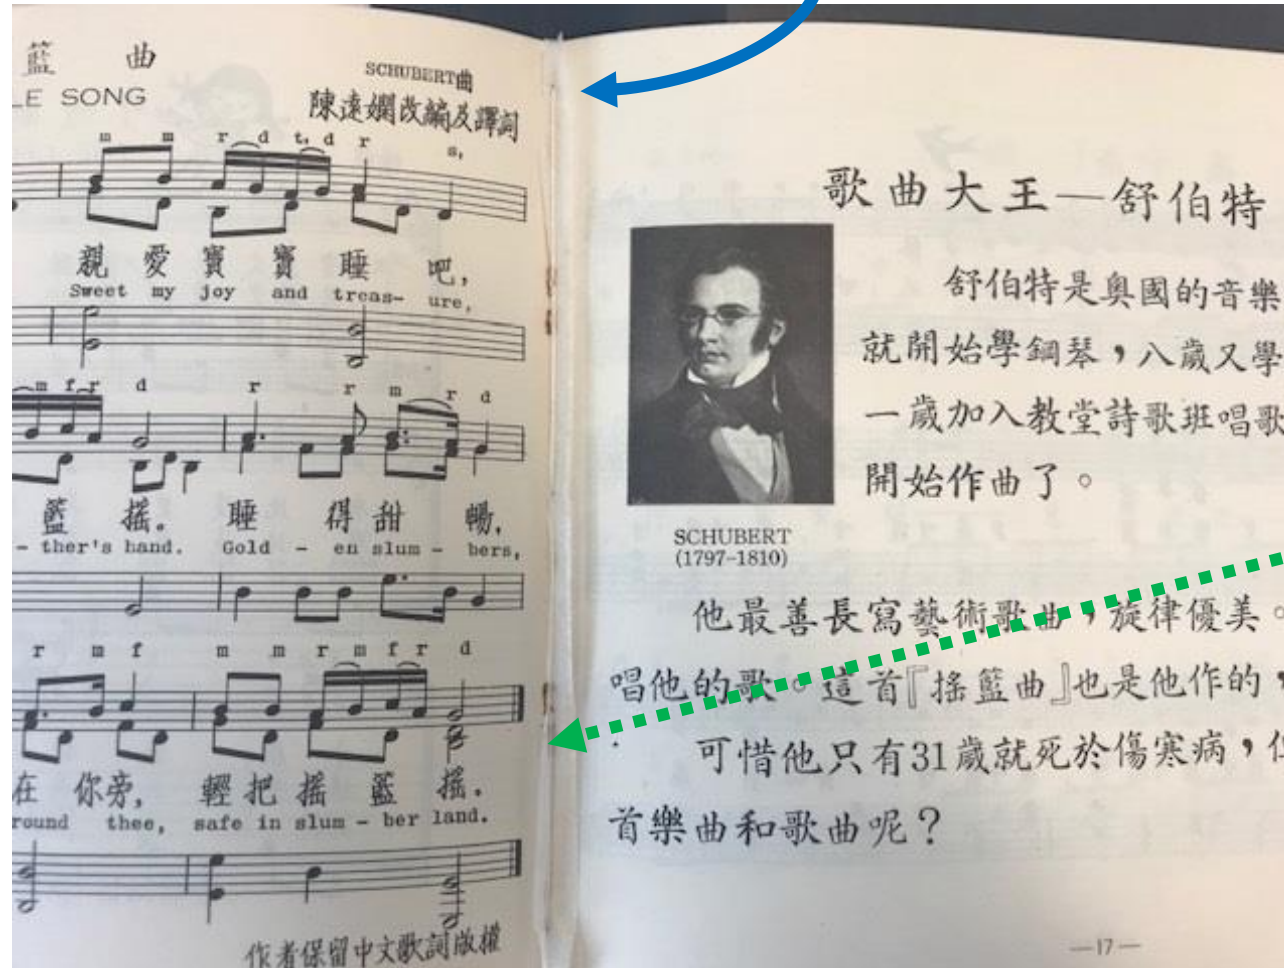 籃 曲
LE SONG
SCHUBERT曲
陳遠嫻改編及譯詞
m m r d t, d r s,
親 愛 寶 寶 睡 吧,
Sweet my joy and treas- ure,
m f r d r r m r d
籃 搖. 睡 得 甜 暢,
- ther's hand. Gold - en slum - bers,
r m f m m r m f r d
在 你 旁, 輕 把 搖 籃 搖.
round thee, safe in slum - ber land.
作者保留中文歌詞版權
歌曲大王—舒伯特
舒伯特是奧國的音樂
就開始學鋼琴，八歲又學
一歲加入教堂詩歌班唱歌
開始作曲了。
SCHUBERT
(1797-1810)
他最善長寫藝術歌曲，旋律優美。
唱他的歌。這首『搖籃曲』也是他作的，
可惜他只有31歲就死於傷寒病，
首樂曲和歌曲呢？
—17—